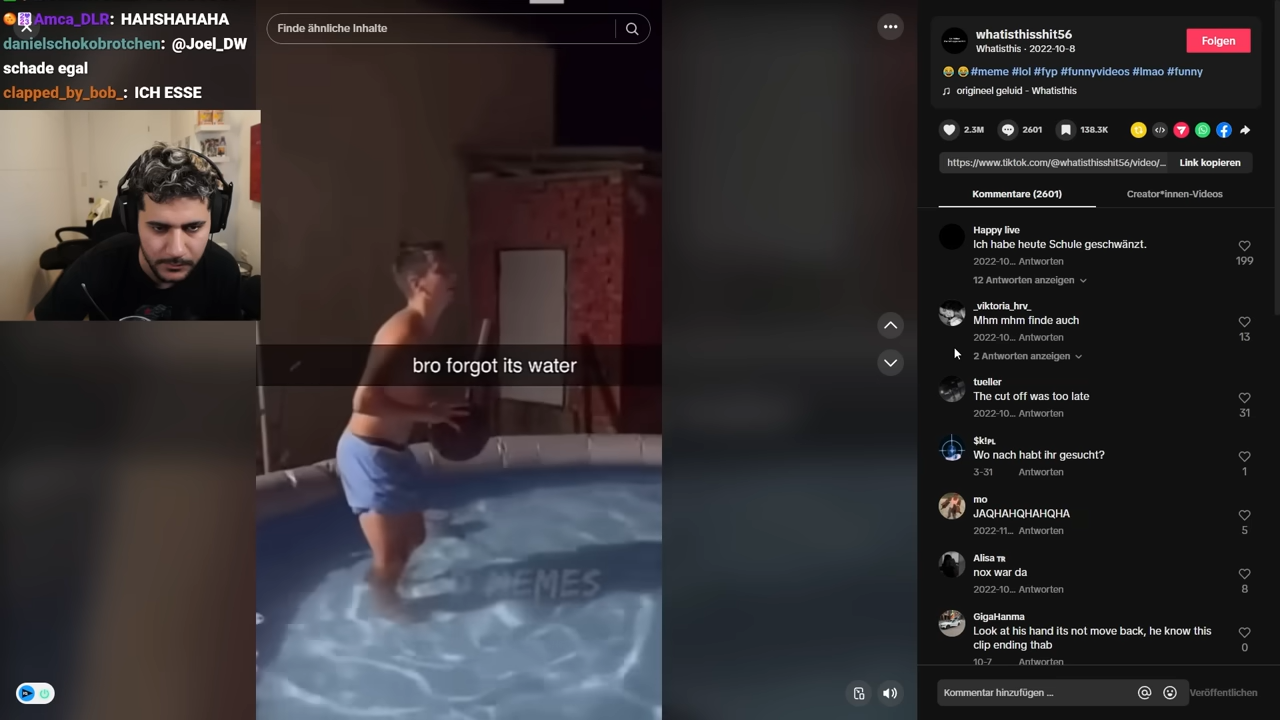 Amca_DLR: HAHSHAHAHA
danielschokobrotchen: @Joel_DW
schade egal
clapped_by_bob_: ICH ESSE
Finde ähnliche Inhalte
bro forgot its water
MEMES
whatisthisshit56
Whatisthis · 2022-10-8
Folgen
#meme #lol #fyp #funnyvideos #lmao #funny
origineel geluid - Whatisthis
2.3M
2601
138.3K
https://www.tiktok.com/@whatisthisshit56/video/...
Link kopieren
Kommentare (2601)
Creator*innen-Videos
Happy live
Ich habe heute Schule geschwänzt.
2022-10... Antworten
199
12 Antworten anzeigen
_viktoria_hrv_
Mhm mhm finde auch
2022-10... Antworten
13
2 Antworten anzeigen
tueller
The cut off was too late
2022-10... Antworten
31
$k!PL
Wo nach habt ihr gesucht?
3-31 Antworten
1
mo
JAQHAHQHAHQHA
2022-11... Antworten
5
Alisa TR
nox war da
2022-10... Antworten
8
GigaHanma
Look at his hand its not move back, he know this
clip ending thab
10-7 Antworten
0
Kommentar hinzufügen ...
Veröffentlichen